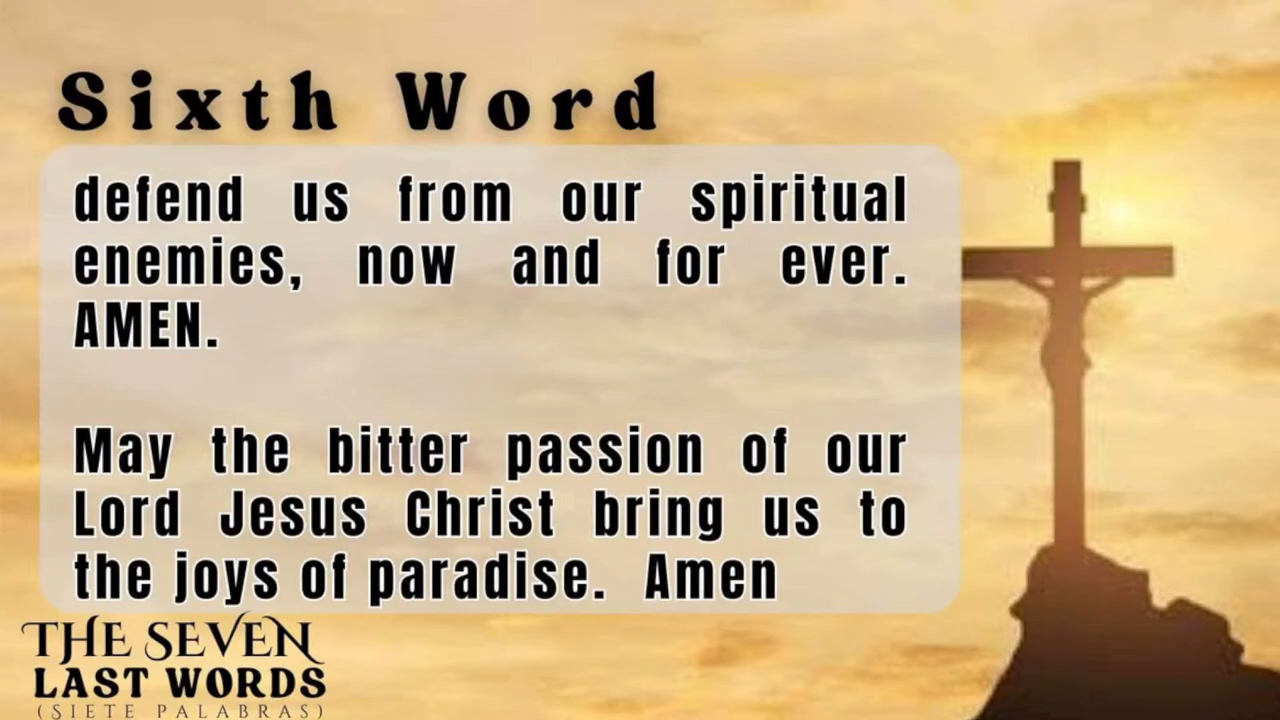 Sixth Word
defend us from our spiritual
enemies, now and for ever.
AMEN.
May the bitter passion of our
Lord Jesus Christ bring us to
the joys of paradise. Amen
THE SEVEN
LAST WORDS
(SIETE PALABRAS)